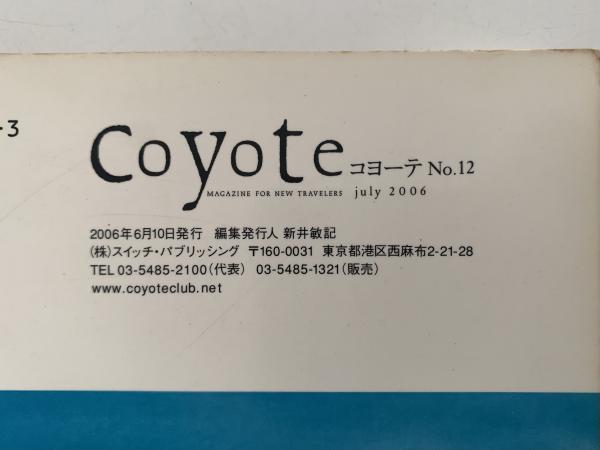 -3
Coyote コヨーテ No.12
MAGAZINE FOR NEW TRAVELERS july 2006
2006年6月10日発行 編集発行人 新井敏記
(株)スイッチ・パブリッシング 〒160-0031 東京都港区西麻布2-21-28
TEL 03-5485-2100(代表) 03-5485-1321(販売)
www.coyoteclub.net